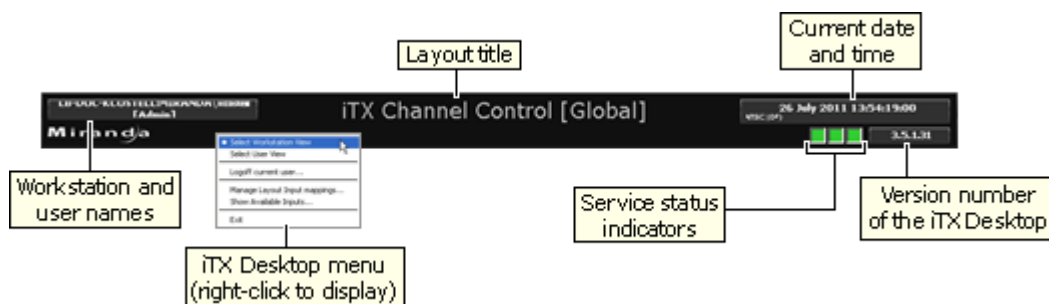 Current date
and time
Layout title
[Admin]
iTX Channel Control [Global]
26 July 2011 13:54:19:00
Miranda
3.5.1.31
Select Workstation View
Select User View
Logoff current user...
Manage Layout Input mappings...
Show Available Inputs...
Exit
Workstation and
user names
Service status
indicators
Version number
of the iTX Desktop
iTX Desktop menu
(right-click to display)